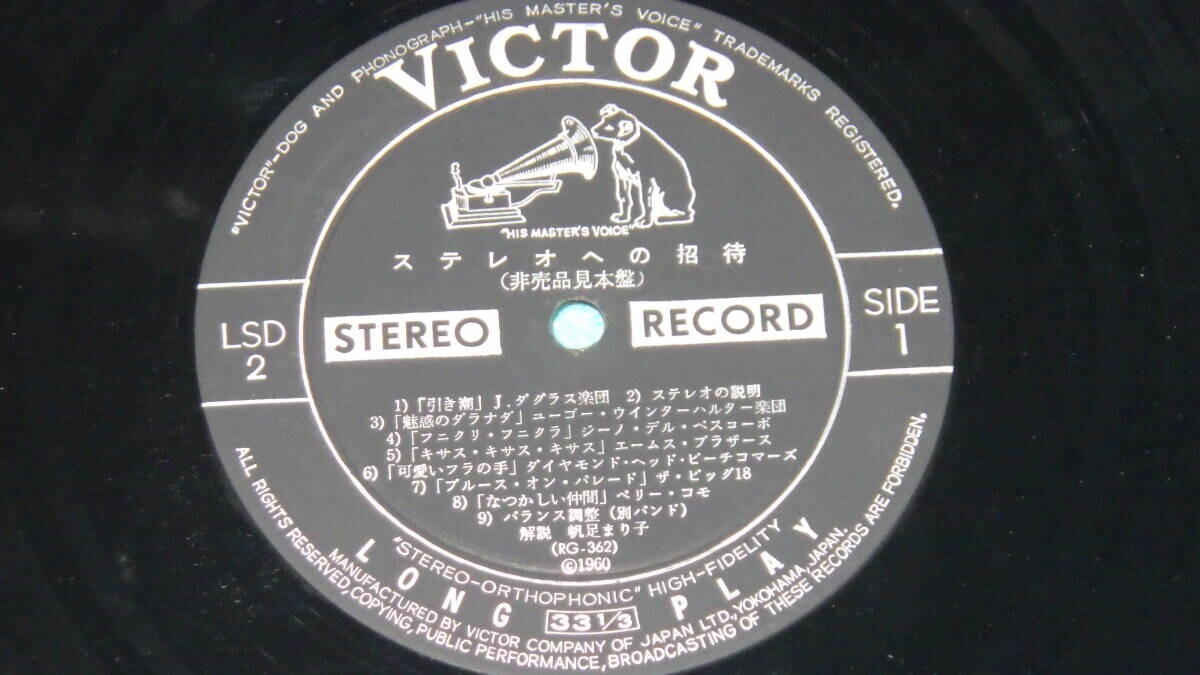 "VICTOR"-DOG AND PHONOGRAPH-"HIS MASTER'S VOICE" TRADEMARKS REGISTERED.
VICTOR
"HIS MASTER'S VOICE"
ステレオへの招待
(非売品見本盤)
LSD
2
STEREO
RECORD
SIDE
1
1)「引き潮」J.ダグラス楽団 2) ステレオの説明
3)「魅惑のダラナダ」ユーゴー・ウインターハルター楽団
4)「フニクリ・フニクラ」ジーノ・デル・ベスコーボ
5)「キサス・キサス・キサス」エームス・ブラザース
6)「可愛いフラの手」ダイヤモンド・ヘッド・ビーチコマーズ
7)「ブルース・オン・パレード」ザ・ビッグ18
8)「なつかしい仲間」ペリー・コモ
9) バランス調整 (別バンド)
解説 帆足まり子
(RG-362)
©1960
"STEREO-ORTHOPHONIC" HIGH-FIDELITY
LONG 33 1/3 PLAY
MANUFACTURED BY VICTOR COMPANY OF JAPAN LTD., YOKOHAMA, JAPAN.
ALL RIGHTS RESERVED, COPYING, PUBLIC PERFORMANCE, BROADCASTING OF THESE RECORDS ARE FORBIDDEN.